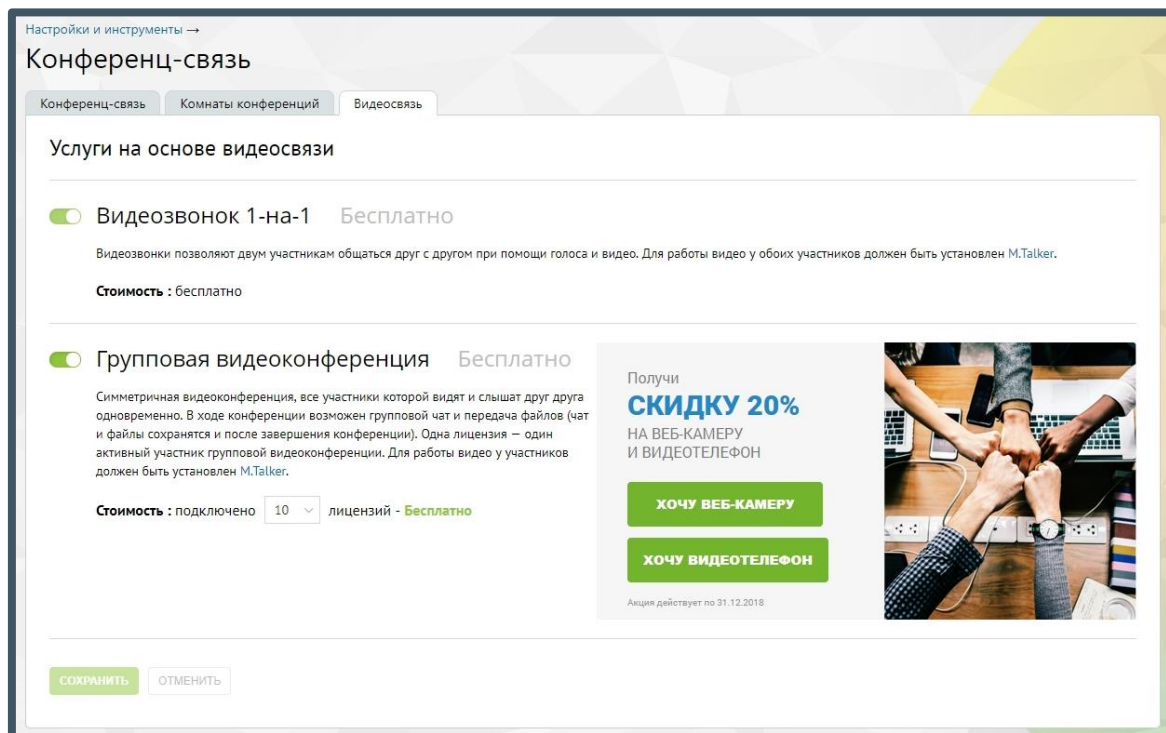 Настройки и инструменты →
Конференц-связь
Конференц-связь Комнаты конференций Видеосвязь
Услуги на основе видеосвязи
Видеозвонок 1-на-1 Бесплатно
Видеозвонки позволяют двум участникам общаться друг с другом при помощи голоса и видео. Для работы видео у обоих участников должен быть установлен M.Talker.
Стоимость : бесплатно
Групповая видеоконференция Бесплатно
Симметричная видеоконференция, все участники которой видят и слышат друг друга
одновременно. В ходе конференции возможен групповой чат и передача файлов (чат
и файлы сохранятся и после завершения конференции). Одна лицензия — один
активный участник групповой видеоконференции. Для работы видео у участников
должен быть установлен M.Talker.
Стоимость : подключено 10 лицензий - Бесплатно
Получи
СКИДКУ 20%
НА ВЕБ-КАМЕРУ
И ВИДЕОТЕЛЕФОН
ХОЧУ ВЕБ-КАМЕРУ
ХОЧУ ВИДЕОТЕЛЕФОН
Акция действует по 31.12.2018
СОХРАНИТЬ ОТМЕНИТЬ